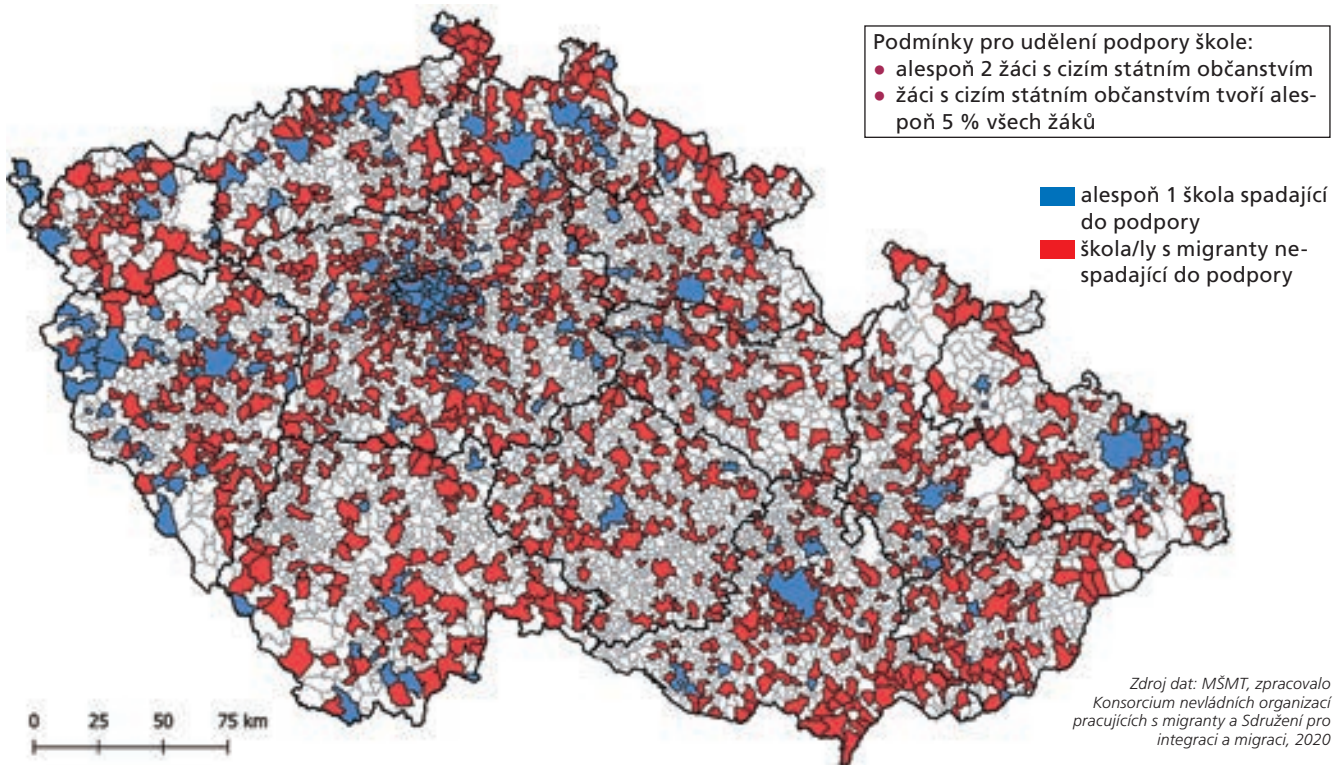 Podmínky pro udělení podpory škole:
• alespoň 2 žáci s cizím státním občanstvím
• žáci s cizím státním občanstvím tvoří ales-
poň 5 % všech žáků
alespoň 1 škola spadající
do podpory
škola/ly s migranty ne-
spadající do podpory
Zdroj dat: MŠMT, zpracovalo
Konsorcium nevládních organizací
pracujících s migranty a Sdružení pro
integraci a migraci, 2020
0 25 50 75 km